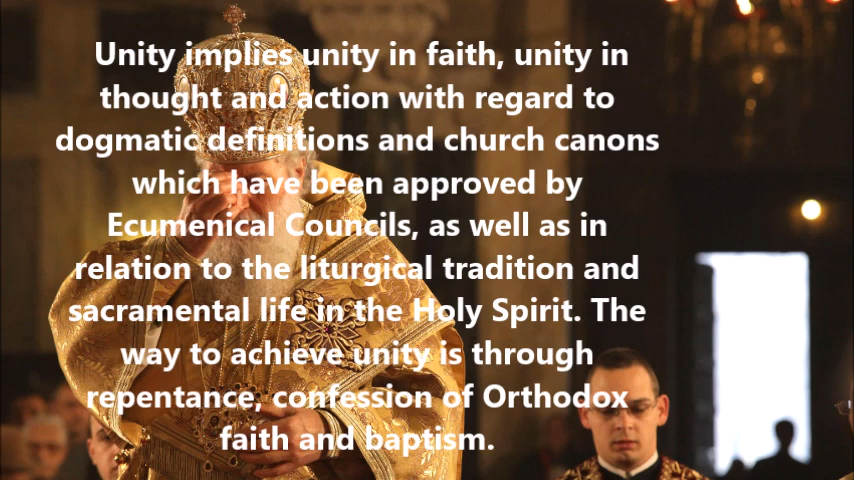 Unity implies unity in faith, unity in
thought and action with regard to
dogmatic definitions and church canons
which have been approved by
Ecumenical Councils, as well as in
relation to the liturgical tradition and
sacramental life in the Holy Spirit. The
way to achieve unity is through
repentance, confession of Orthodox
faith and baptism.